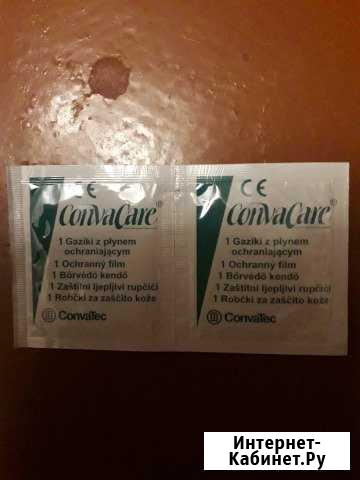 CE
ConvaCare®
1 Gaziki z płynem
ochraniającym
1 Ochranný film
1 Bőrvédő kendő
1 Zaštitni ljepljivi rupčići
1 Robčki za zaščito kože
ConvaTec
CE
ConvaCare®
1 Gaziki z płynem
ochraniającym
1 Ochranný film
1 Bőrvédő kendő
1 Zaštitni ljepljivi rupčići
1 Robčki za zaščito kože
ConvaTec
Интернет-
Кабинет.Ру